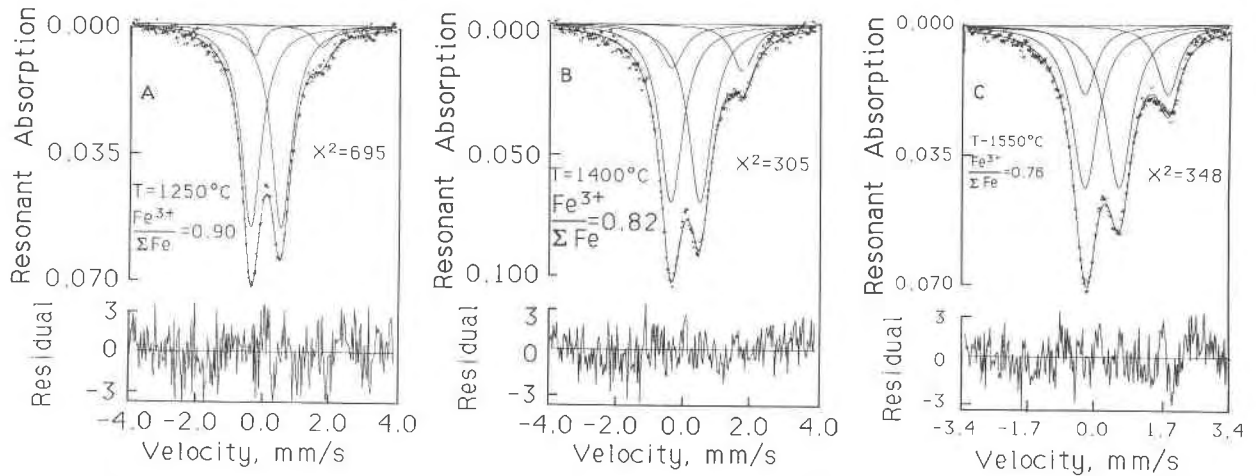 Resonant Absorption
0.000
0.035
0.070
A
X²=695
T=1250°C
Fe³⁺
ΣFe =0.90
Residual
3
0
-3
-4.0 -2.0 0.0 2.0 4.0
Velocity, mm/s
Resonant Absorption
0.000
0.050
0.100
B
X²=305
T=1400°C
Fe³⁺
ΣFe =0.82
Residual
3
0
-3
-4.0 -2.0 0.0 2.0 4.0
Velocity, mm/s
Resonant Absorption
0.000
0.035
0.070
C
T-1550°C
Fe³⁺
ΣFe =0.76
X²=348
Residual
3
0
-3
-3.4 -1.7 0.0 1.7 3.4
Velocity, mm/s